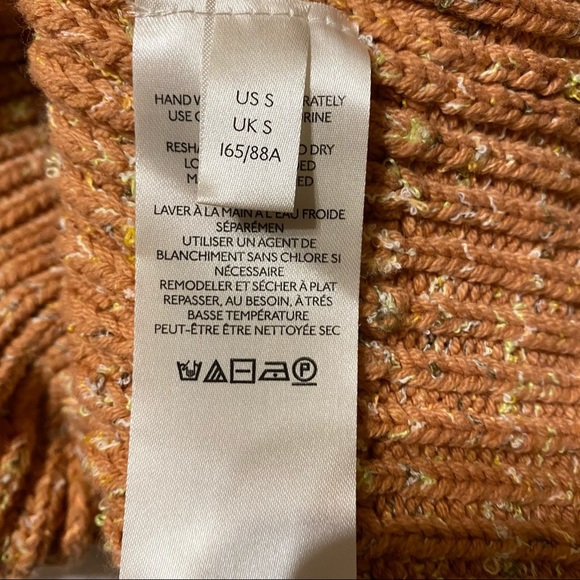 US S
UK S
165/88A
HAND RATELY
USE RINE
RESHA DRY
LAVER À LA MAIN A L'EAU FROIDE
SÉPARÉMEN
UTILISER UN AGENT DE
BLANCHIMENT SANS CHLORE SI
NÉCESSAIRE
REMODELER ET SÉCHER À PLAT
REPASSER, AU BESOIN, À TRÉS
BASSE TEMPÉRATURE
PEUT-ÊTRE ÊTRE NETTOYÉE SEC
P